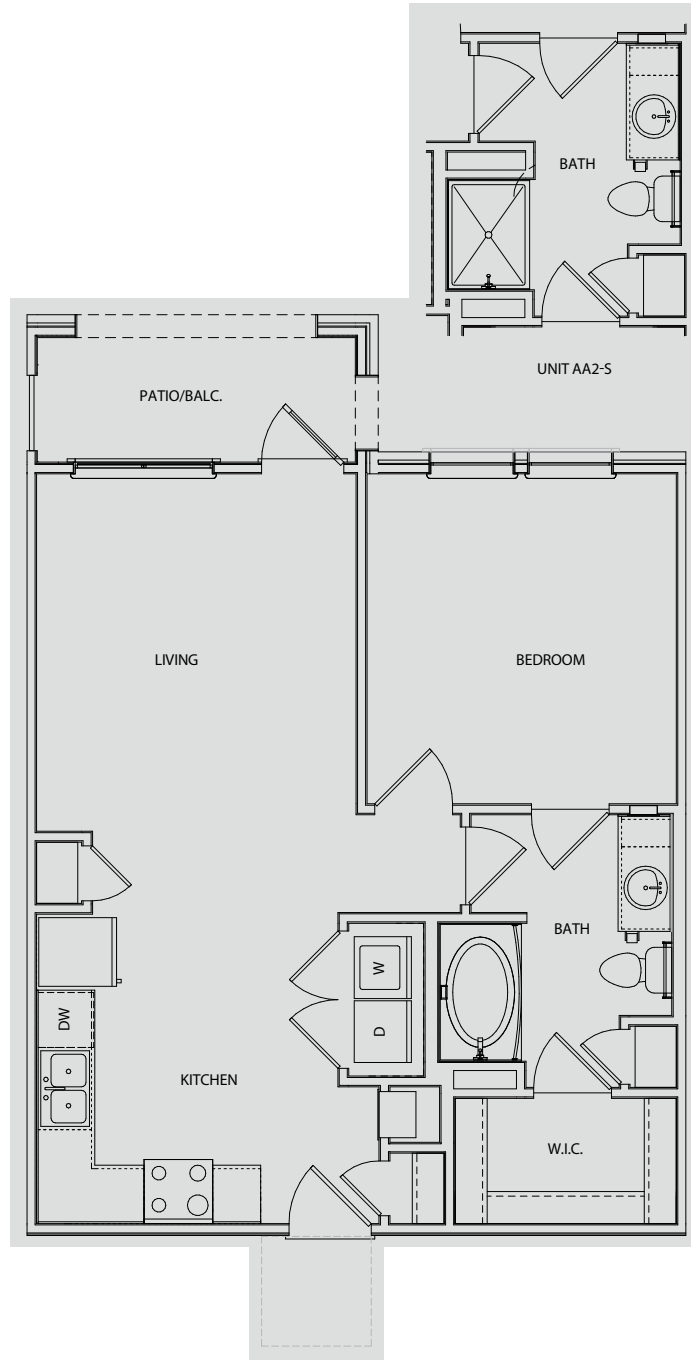 BATH
UNIT AA2-S
PATIO/BALC.
LIVING
BEDROOM
BATH
W
DW
D
KITCHEN
W.I.C.